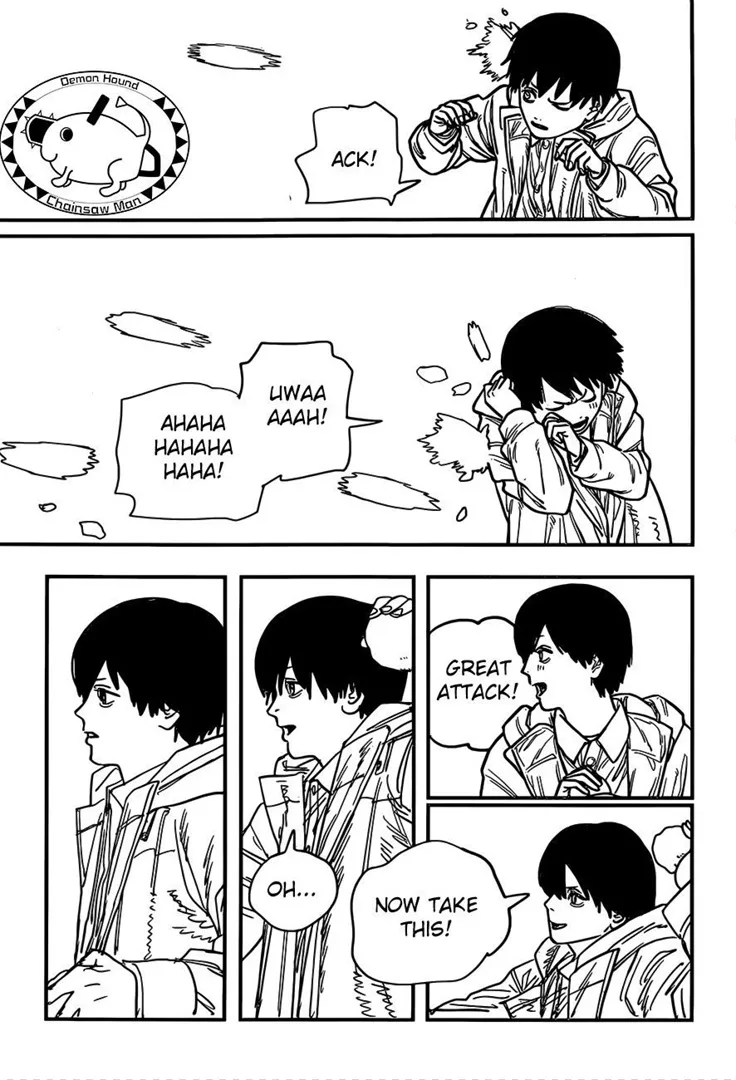 Demon Hound
Chainsaw Man
ACK!
UWAA
AAAH!
AHAHA
HAHAHA
HAHA!
GREAT
ATTACK!
NOW TAKE
THIS!
OH...